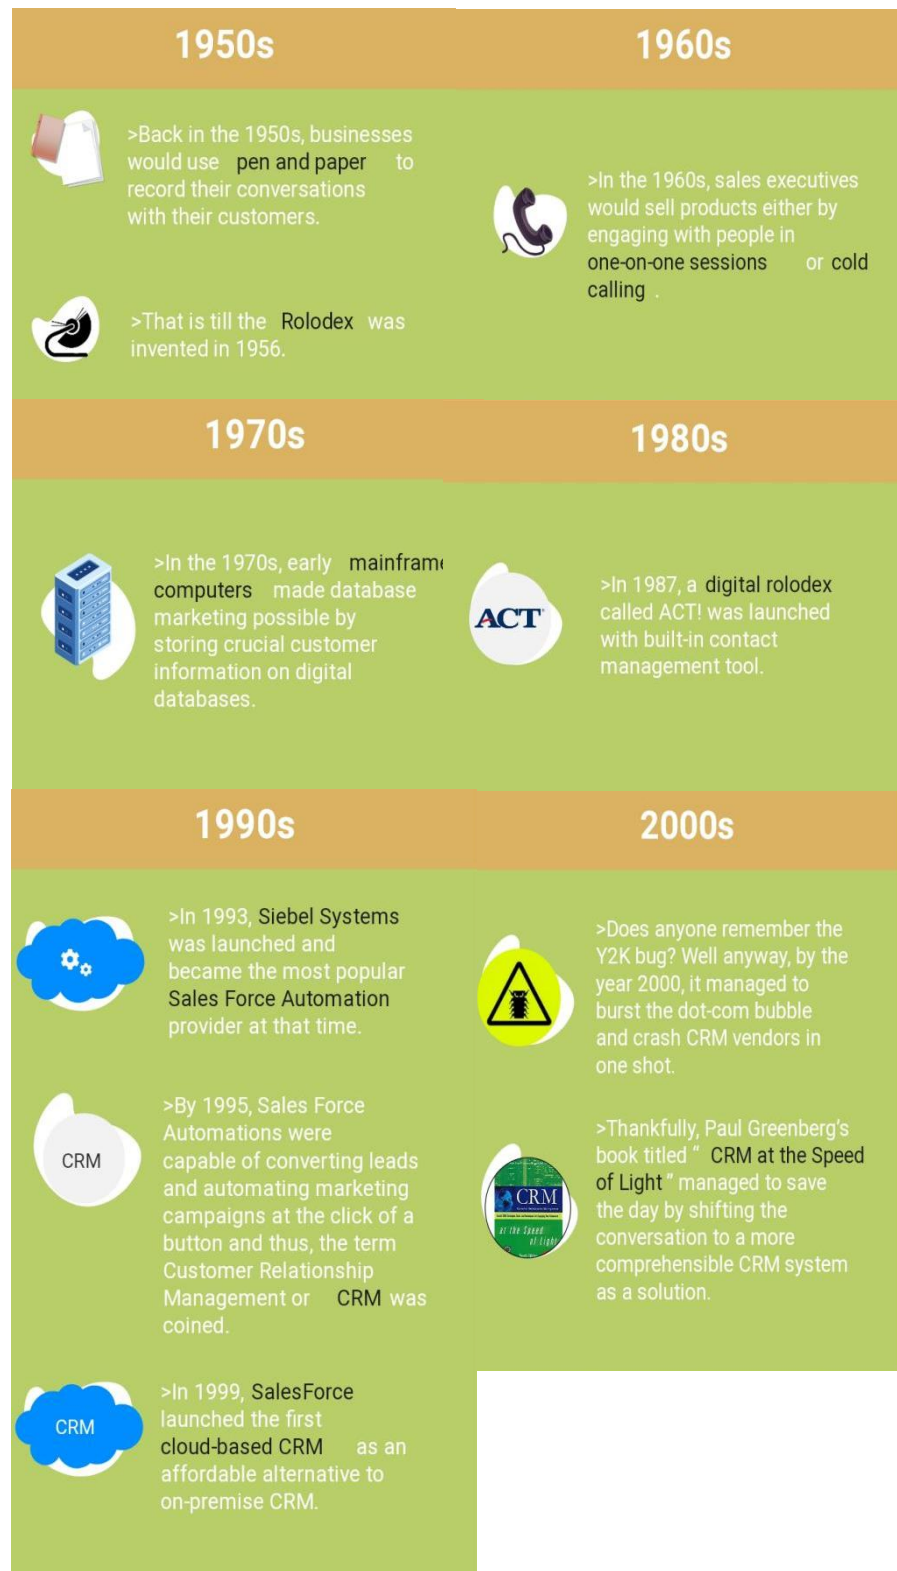 1950s
>Back in the 1950s, businesses
would use pen and paper to
record their conversations
with their customers.
>That is till the Rolodex was
invented in 1956.
1960s
>In the 1960s, sales executives
would sell products either by
engaging with people in
one-on-one sessions or cold
calling .
1970s
>In the 1970s, early mainframe
computers made database
marketing possible by
storing crucial customer
information on digital
databases.
1980s
ACT
>In 1987, a digital rolodex
called ACT! was launched
with built-in contact
management tool.
1990s
>In 1993, Siebel Systems
was launched and
became the most popular
Sales Force Automation
provider at that time.
CRM
>By 1995, Sales Force
Automations were
capable of converting leads
and automating marketing
campaigns at the click of a
button and thus, the term
Customer Relationship
Management or CRM was
coined.
CRM
>In 1999, SalesForce
launched the first
cloud-based CRM as an
affordable alternative to
on-premise CRM.
2000s
>Does anyone remember the
Y2K bug? Well anyway, by the
year 2000, it managed to
burst the dot-com bubble
and crash CRM vendors in
one shot.
CRM
at the Speed
of Light
>Thankfully, Paul Greenberg's
book titled “ CRM at the Speed
of Light ” managed to save
the day by shifting the
conversation to a more
comprehensible CRM system
as a solution.